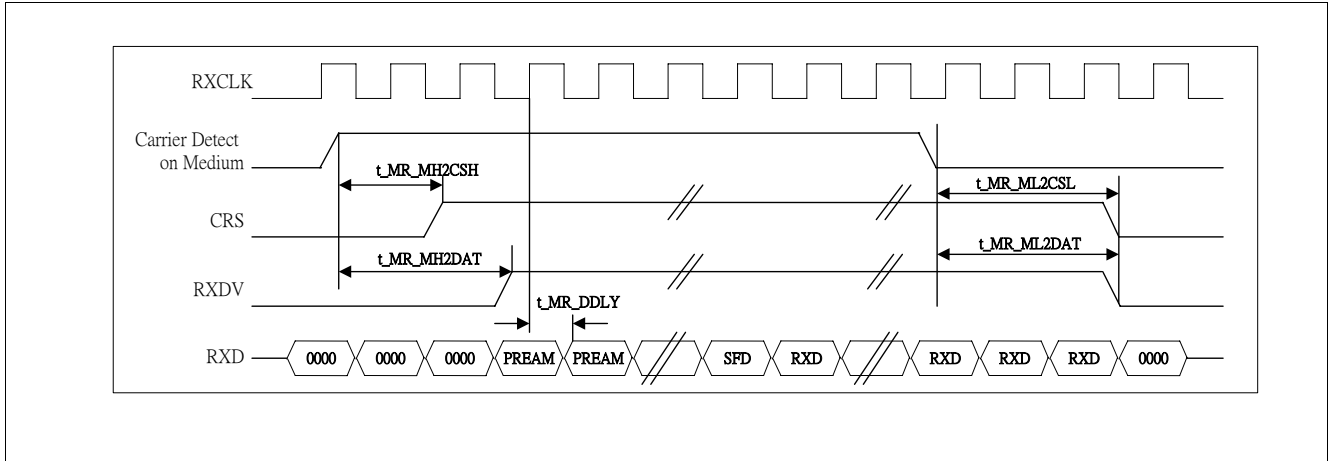 RXCLK
Carrier Detect
on Medium
t_MR_MH2CSH
t_MR_ML2CSL
CRS
t_MR_MH2DAT
t_MR_ML2DAT
RXDV
t_MR_DDLY
RXD 0000 0000 0000 PREAM PREAM SFD RXD RXD RXD RXD 0000